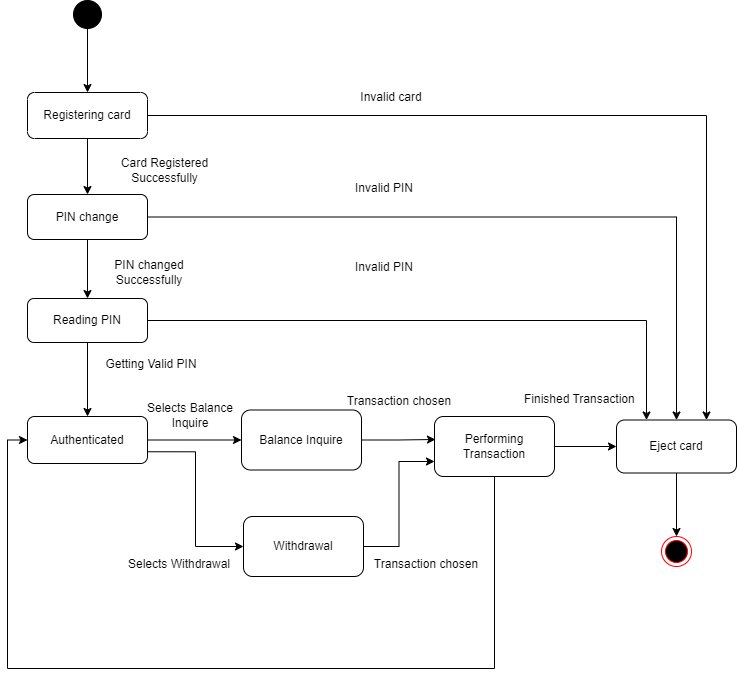 Invalid card
Registering card
Card Registered
Successfully
Invalid PIN
PIN change
PIN changed
Successfully
Invalid PIN
Reading PIN
Getting Valid PIN
Selects Balance
Inquire
Transaction chosen
Finished Transaction
Authenticated
Balance Inquire
Performing
Transaction
Eject card
Withdrawal
Selects Withdrawal
Transaction chosen